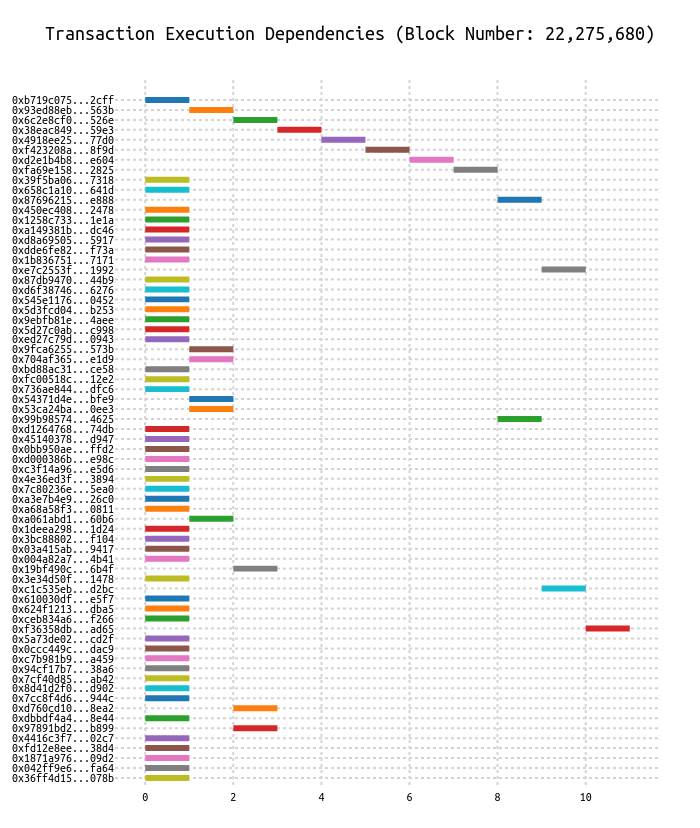 Transaction Execution Dependencies (Block Number: 22,275,680)
0xb719c075...2cff
0x93ed88eb...563b
0x6c2e8cf0...526e
0x38eac849...59e3
0x4918ee25...77d0
0xf423208a...8f9d
0xd2e1b4b8...e604
0xfa69e158...2825
0x39f5ba06...7318
0x658c1a10...641d
0x87696215...e888
0x450ec408...2478
0x1258c733...1e1a
0xa149381b...dc46
0xd8a69505...5917
0xdde6fe82...f73a
0x1b836751...7171
0xe7c2553f...1992
0x87db9470...44b9
0xd6f38746...6276
0x545e1176...0452
0x5d3fcd04...b253
0x9ebfb81e...4aee
0x5d27c0ab...c998
0xed27c79d...0943
0x9fca6255...573b
0x704af365...e1d9
0xbd88ac31...ce58
0xfc00518c...12e2
0x736ae844...dfc6
0x54371d4e...bfe9
0x53ca24ba...0ee3
0x99b98574...4625
0xd1264768...74db
0x45140378...d947
0x0bb950ae...ffd2
0xd000386b...e98c
0xc3f14a96...e5d6
0x4e36ed3f...3894
0x7c80236e...5ea0
0xa3e7b4e9...26c0
0xa68a58f3...0811
0xa061abd1...60b6
0x1deea298...1d24
0x3bc88802...f104
0x03a415ab...9417
0x004a82a7...4b41
0x19bf490c...6b4f
0x3e34d50f...1478
0xc1c535eb...d2bc
0x610030df...e5f7
0x624f1213...dba5
0xceb834a6...f266
0xf36358db...ad65
0x5a73de02...cd2f
0x0ccc449c...dac9
0xc7b981b9...a459
0x94cf17b7...38a6
0x7cf40d85...ab42
0x8d41d2f0...d902
0x7cc8f4d6...944c
0xd760cd10...8ea2
0xdbbdf4a4...8e44
0x97891bd2...b899
0x4416c3f7...02c7
0xfd12e8ee...38d4
0x1871a976...09d2
0x042ff9e6...fa64
0x36ff4d15...078b
0 2 4 6 8 10